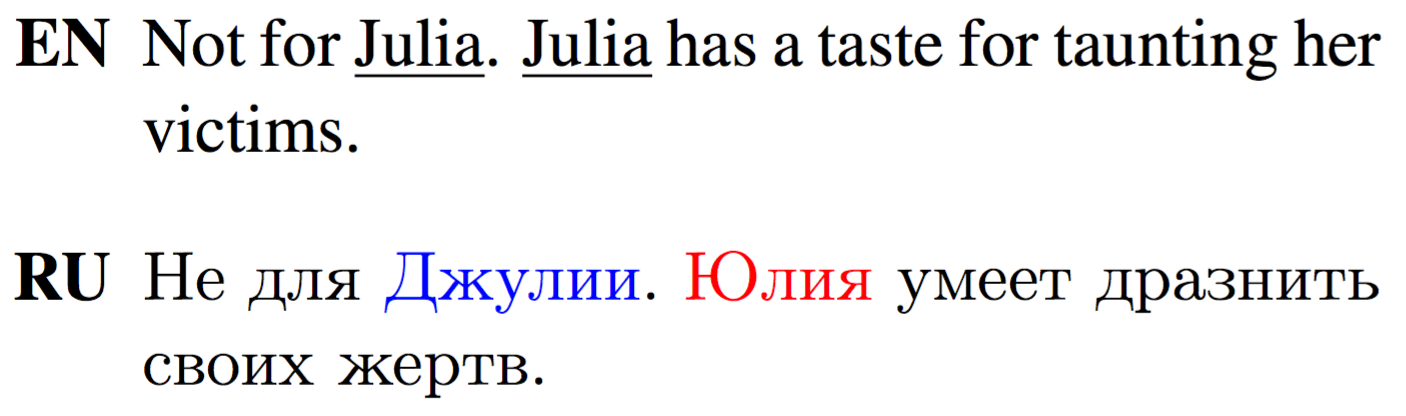 EN Not for Julia. Julia has a taste for taunting her
victims.
RU Не для Джулии. Юлия умеет дразнить
своих жертв.